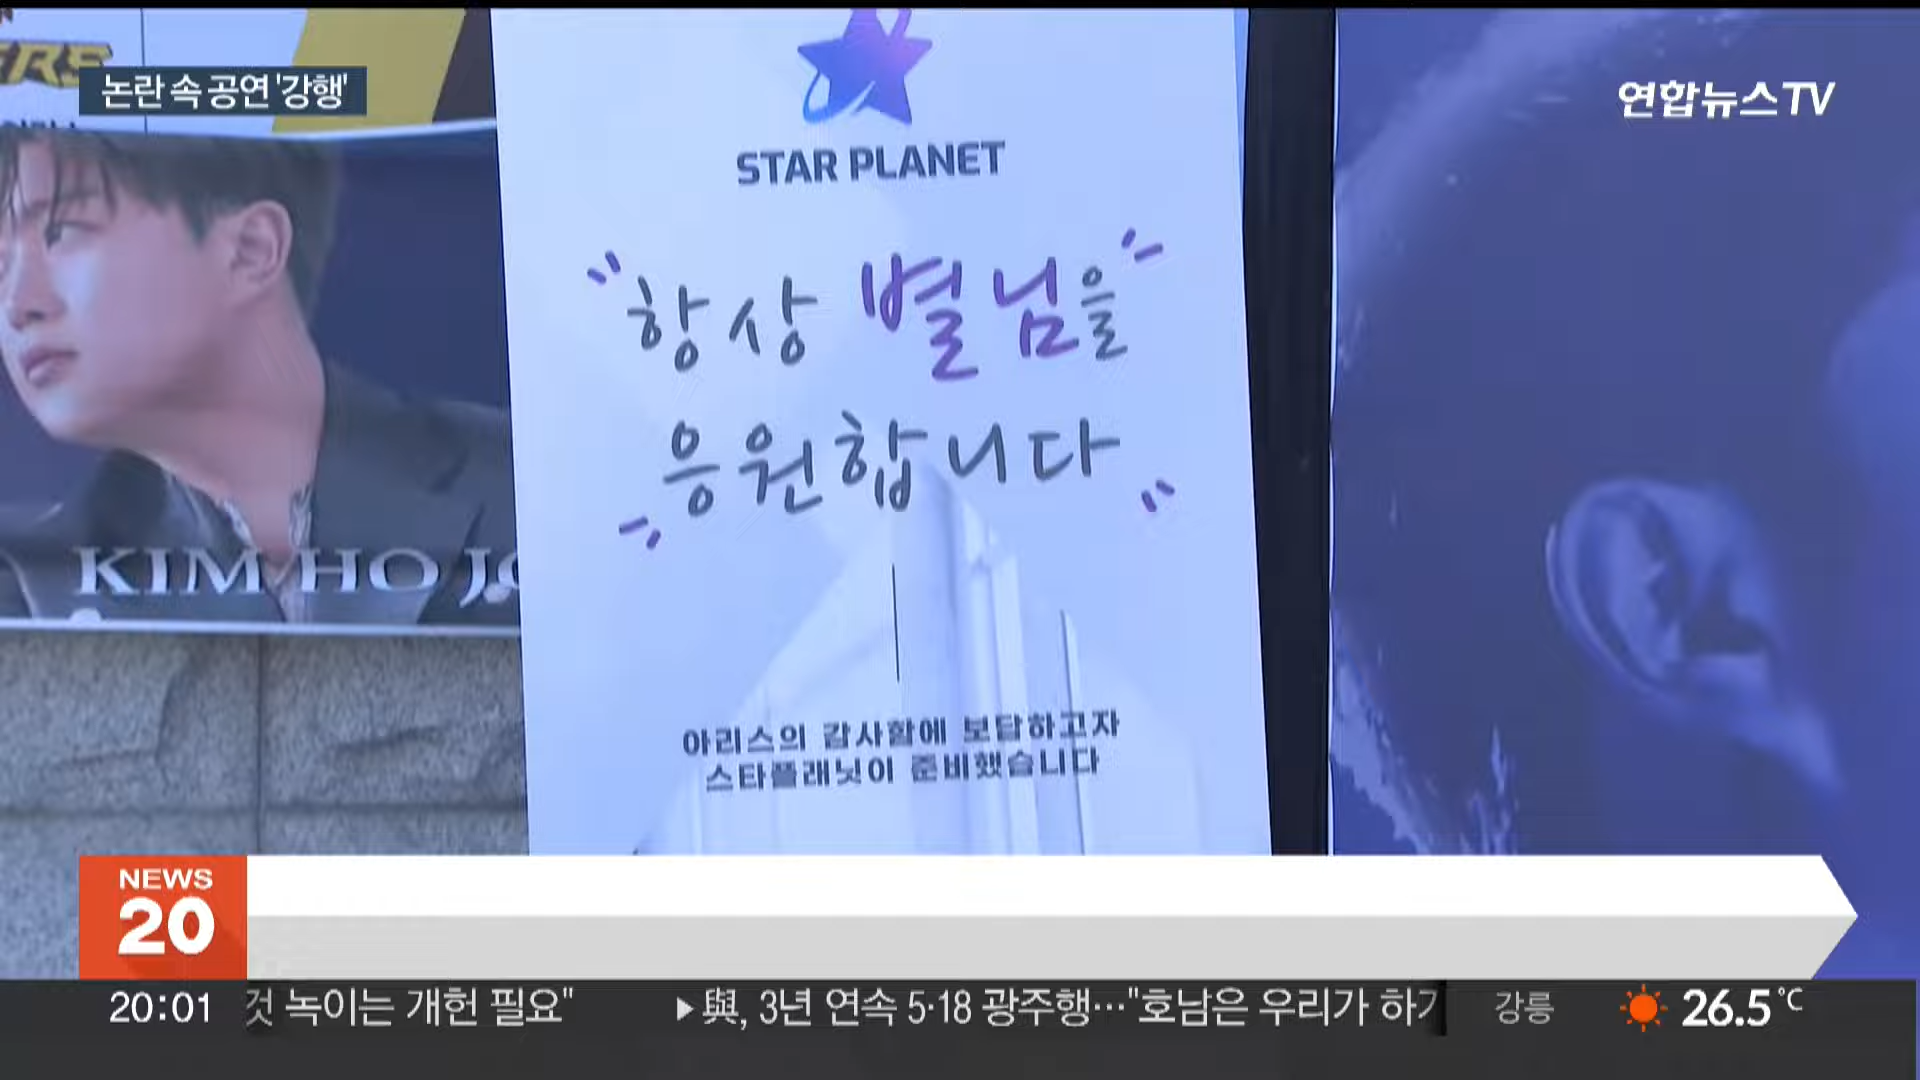 논란 속 공연 '강행'
연합뉴스TV
STAR PLANET
"항상 별님을
응원합니다"
아리스의 감사함에 보답하고자
스타플래닛이 준비했습니다
KIM HO JO
NEWS
20
20:01
것 녹이는 개헌 필요"
▶與, 3년 연속 5·18 광주행…"호남은 우리가 하기
강릉
26.5℃